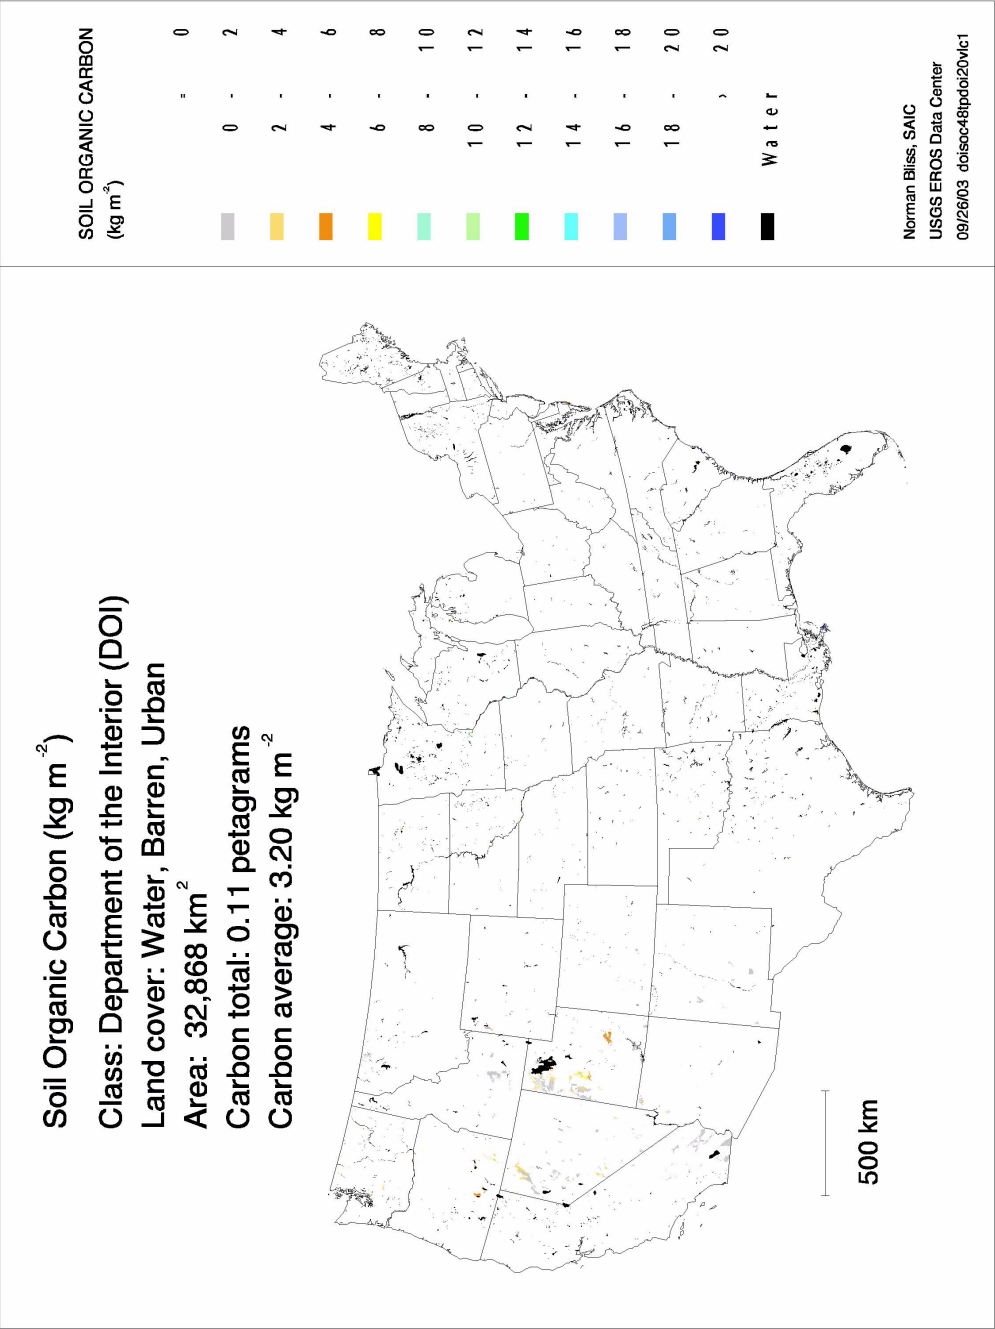 Soil Organic Carbon (kg m -2)
Class: Department of the Interior (DOI)
Land cover: Water, Barren, Urban
Area: 32,868 km2
Carbon total: 0.11 petagrams
Carbon average: 3.20 kg m -2
500 km
SOIL ORGANIC CARBON
(kg m-2)
= 0
0 - 2
2 - 4
4 - 6
6 - 8
8 - 10
10 - 12
12 - 14
14 - 16
16 - 18
18 - 20
> 20
Water
Norman Bliss, SAIC
USGS EROS Data Center
09/26/03 doisoc48tpdoi20vlc1